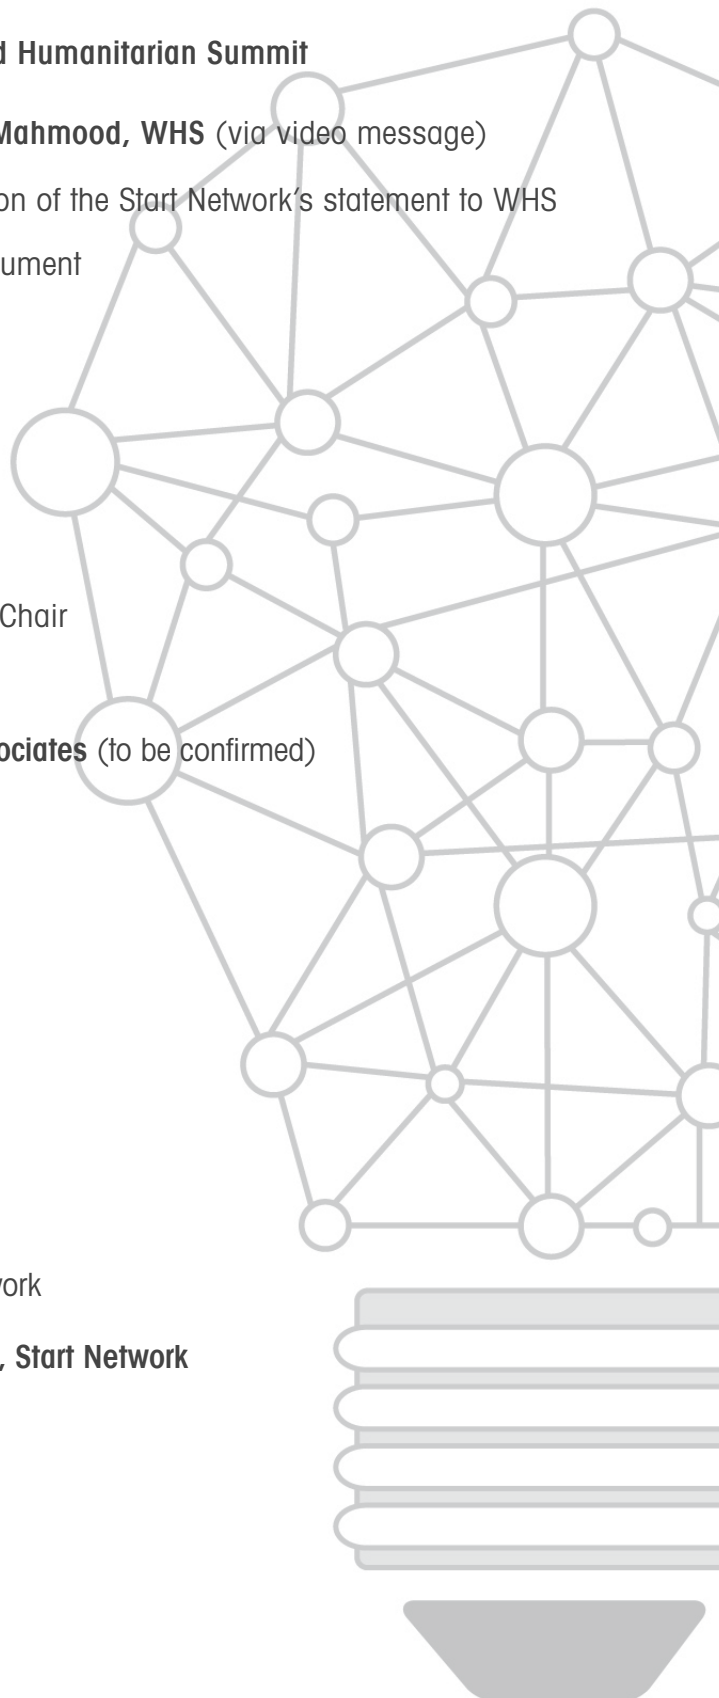 d Humanitarian Summit
Mahmood, WHS (via video message)
on of the Start Network's statement to WHS
ument
Chair
ociates (to be confirmed)
work
, Start Network